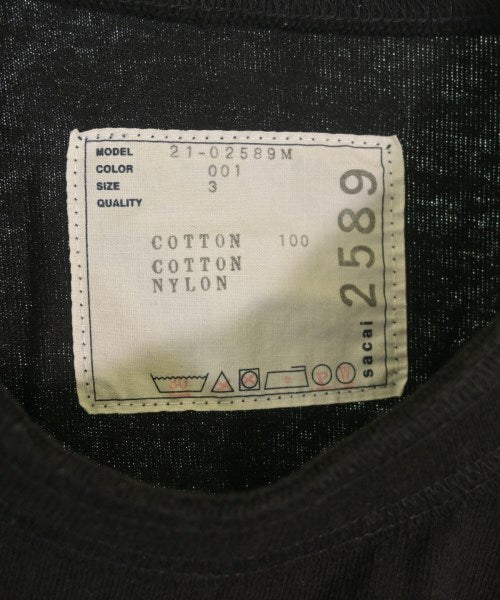 MODEL 21-02589M
COLOR 001
SIZE 3
QUALITY
COTTON 100
COTTON
NYLON
sacai 2589